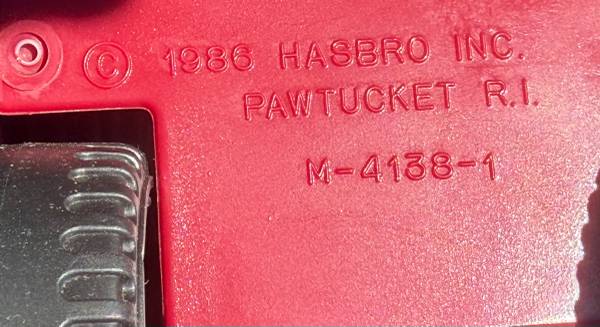 © 1986 HASBRO INC.
PAWTUCKET R.I.
M-4138-1